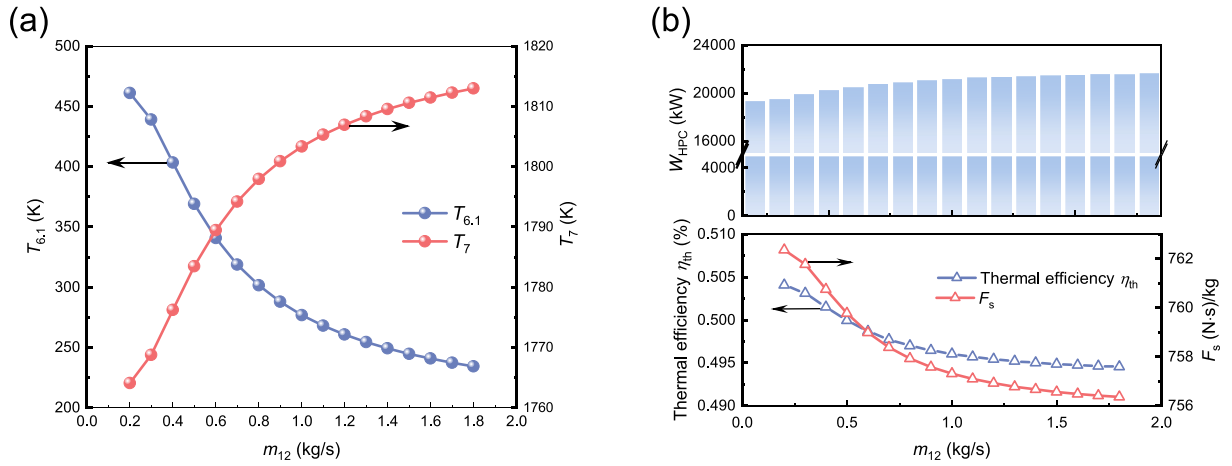 (a)
500
450
400
350
300
250
200
T6.1 (K)
0.0 0.2 0.4 0.6 0.8 1.0 1.2 1.4 1.6 1.8 2.0
m12 (kg/s)
1820
1810
1800
1790
1780
1770
1760
T7 (K)
T6.1
T7
(b)
24000
20000
16000
4000
0
WHPC (kW)
0.510
0.505
0.500
0.495
0.490
Thermal efficiency ηth (%)
Thermal efficiency ηth
Fs
762
760
758
756
Fs (N·s)/kg
0.0 0.5 1.0 1.5 2.0
m12 (kg/s)